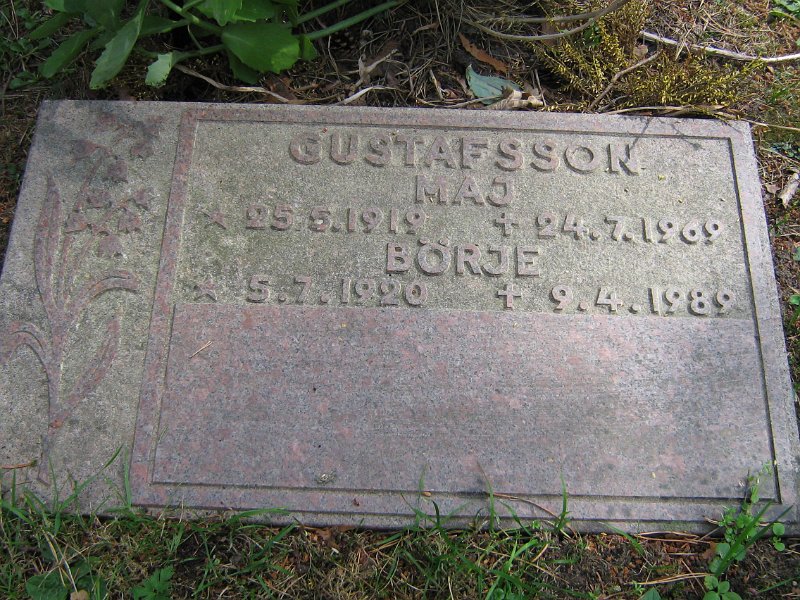 GUSTAFSSON
MAJ
★ 25.5.1919 + 24.7.1969
BÖRJE
★ 5.7.1920 + 9.4.1989